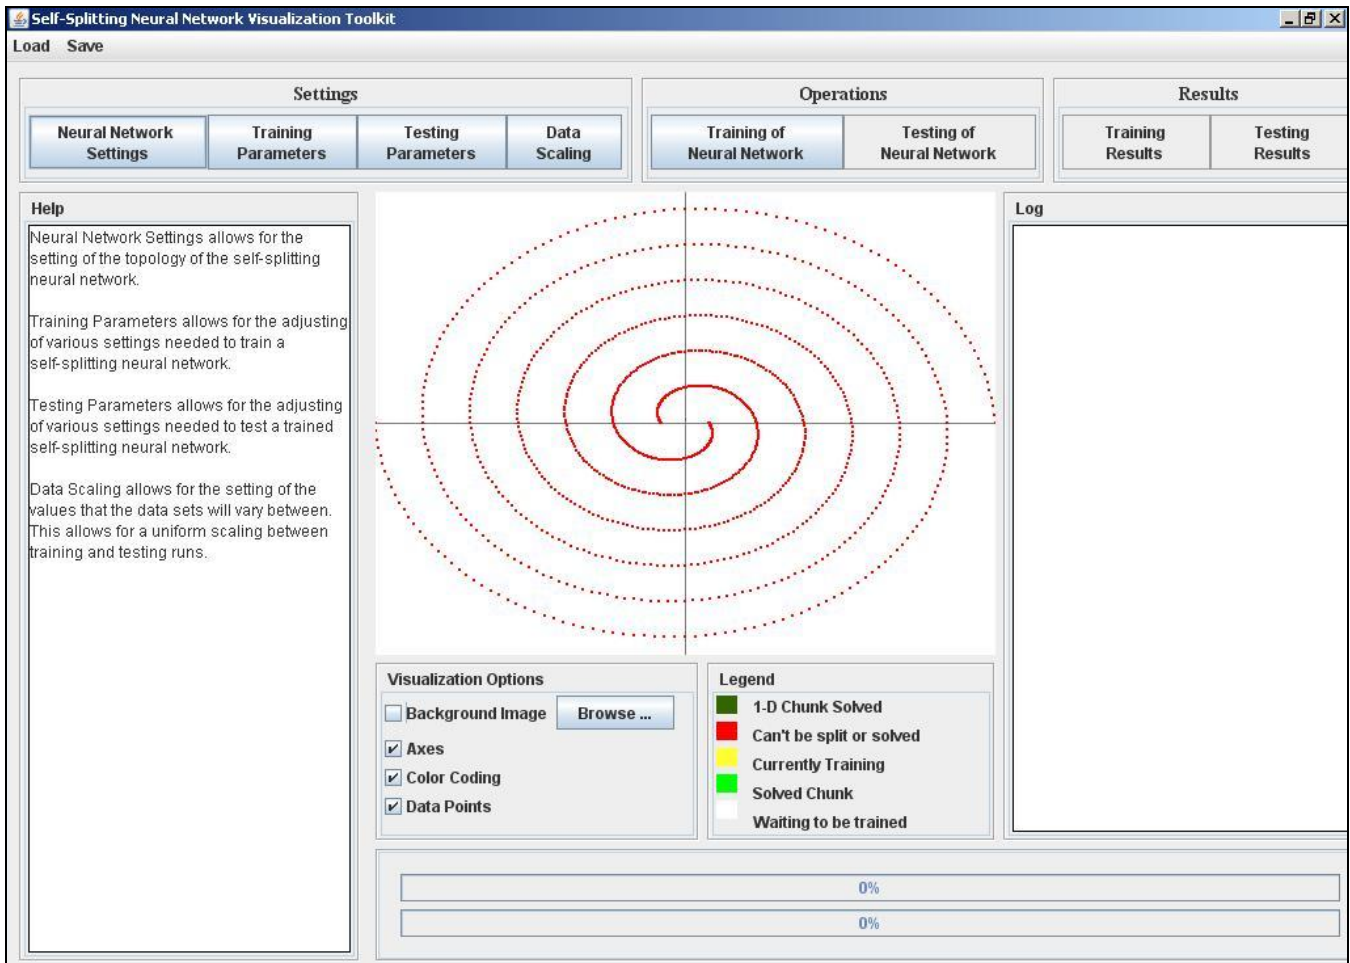 Self-Splitting Neural Network Visualization Toolkit
Load Save
Settings
Neural Network
Settings
Training
Parameters
Testing
Parameters
Data
Scaling
Operations
Training of
Neural Network
Testing of
Neural Network
Results
Training
Results
Testing
Results
Help
Neural Network Settings allows for the
setting of the topology of the self-splitting
neural network.
Training Parameters allows for the adjusting
of various settings needed to train a
self-splitting neural network.
Testing Parameters allows for the adjusting
of various settings needed to test a trained
self-splitting neural network.
Data Scaling allows for the setting of the
values that the data sets will vary between.
This allows for a uniform scaling between
training and testing runs.
Log
Visualization Options
Background Image
Browse ...
Axes
Color Coding
Data Points
Legend
1-D Chunk Solved
Can't be split or solved
Currently Training
Solved Chunk
Waiting to be trained
0%
0%